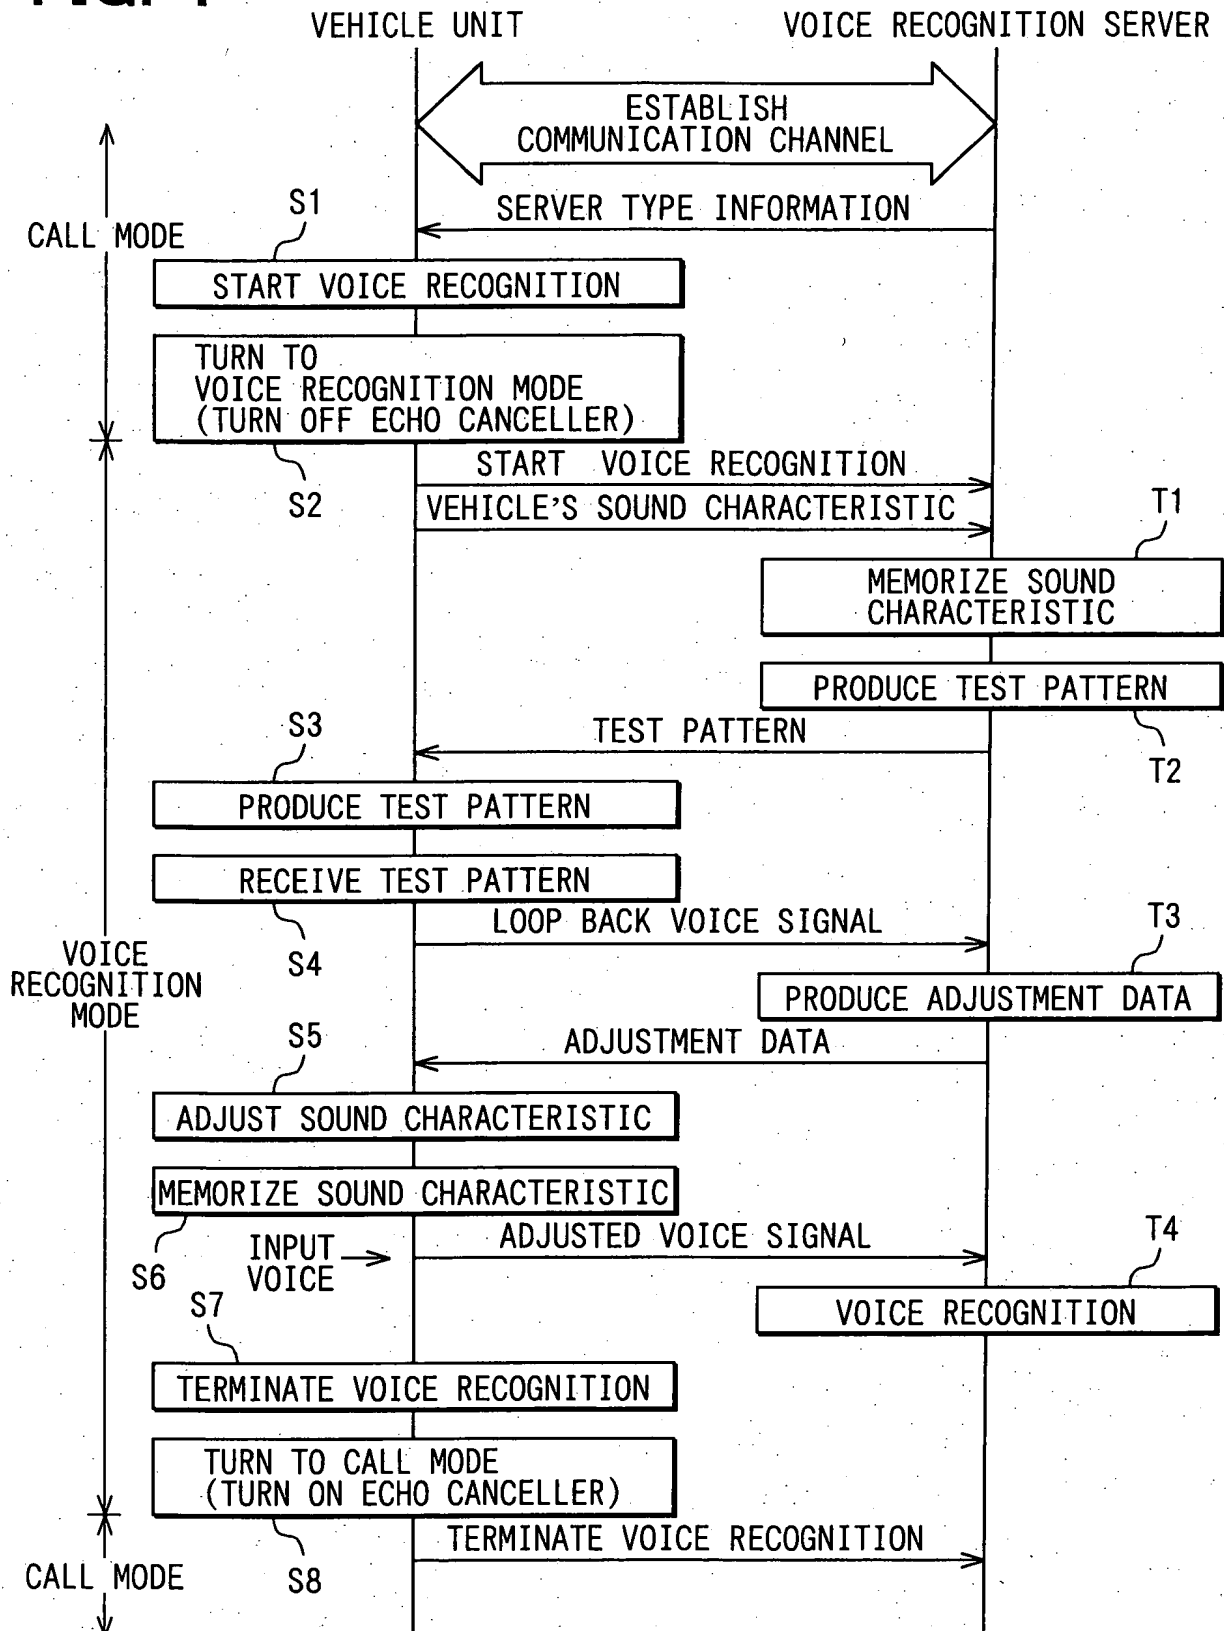 VEHICLE UNIT
VOICE RECOGNITION SERVER
ESTABLISH
COMMUNICATION CHANNEL
SERVER TYPE INFORMATION
CALL MODE
S1
START VOICE RECOGNITION
TURN TO
VOICE RECOGNITION MODE
(TURN OFF ECHO CANCELLER)
S2
START VOICE RECOGNITION
VEHICLE'S SOUND CHARACTERISTIC
T1
MEMORIZE SOUND
CHARACTERISTIC
PRODUCE TEST PATTERN
T2
TEST PATTERN
S3
PRODUCE TEST PATTERN
RECEIVE TEST PATTERN
S4
LOOP BACK VOICE SIGNAL
T3
VOICE
RECOGNITION
MODE
PRODUCE ADJUSTMENT DATA
ADJUSTMENT DATA
S5
ADJUST SOUND CHARACTERISTIC
MEMORIZE SOUND CHARACTERISTIC
S6
INPUT
VOICE
ADJUSTED VOICE SIGNAL
T4
VOICE RECOGNITION
S7
TERMINATE VOICE RECOGNITION
TURN TO CALL MODE
(TURN ON ECHO CANCELLER)
S8
TERMINATE VOICE RECOGNITION
CALL MODE